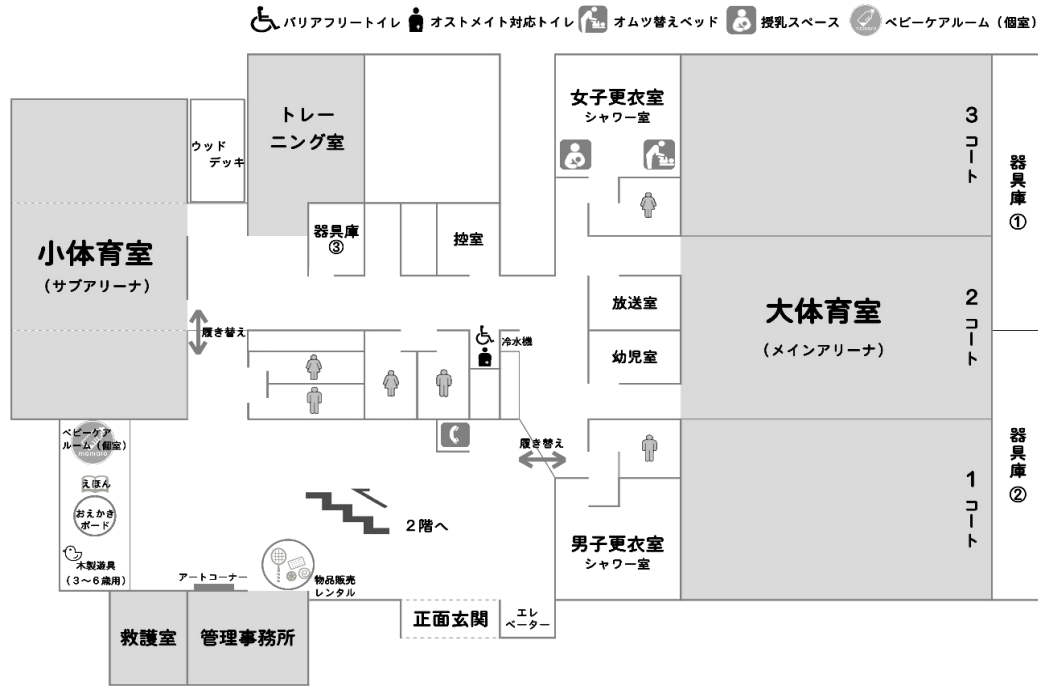 バリアフリートイレ
オストメイト対応トイレ
オムツ替えベッド
授乳スペース
ベビーケアルーム（個室）
トレー
ニング室
ウッド
デッキ
小体育室
（サブアリーナ）
器具庫
③
控室
履き替え
冷水機
女子更衣室
シャワー室
放送室
幼児室
大体育室
（メインアリーナ）
3コート
2コート
1コート
器具庫①
器具庫②
履き替え
男子更衣室
シャワー室
ベビーケア
ルーム（個室）
mamaro
えほん
おえかき
ボード
木製遊具
（3〜6歳用）
アートコーナー
物品販売
レンタル
2階へ
正面玄関
エレ
ベーター
救護室
管理事務所